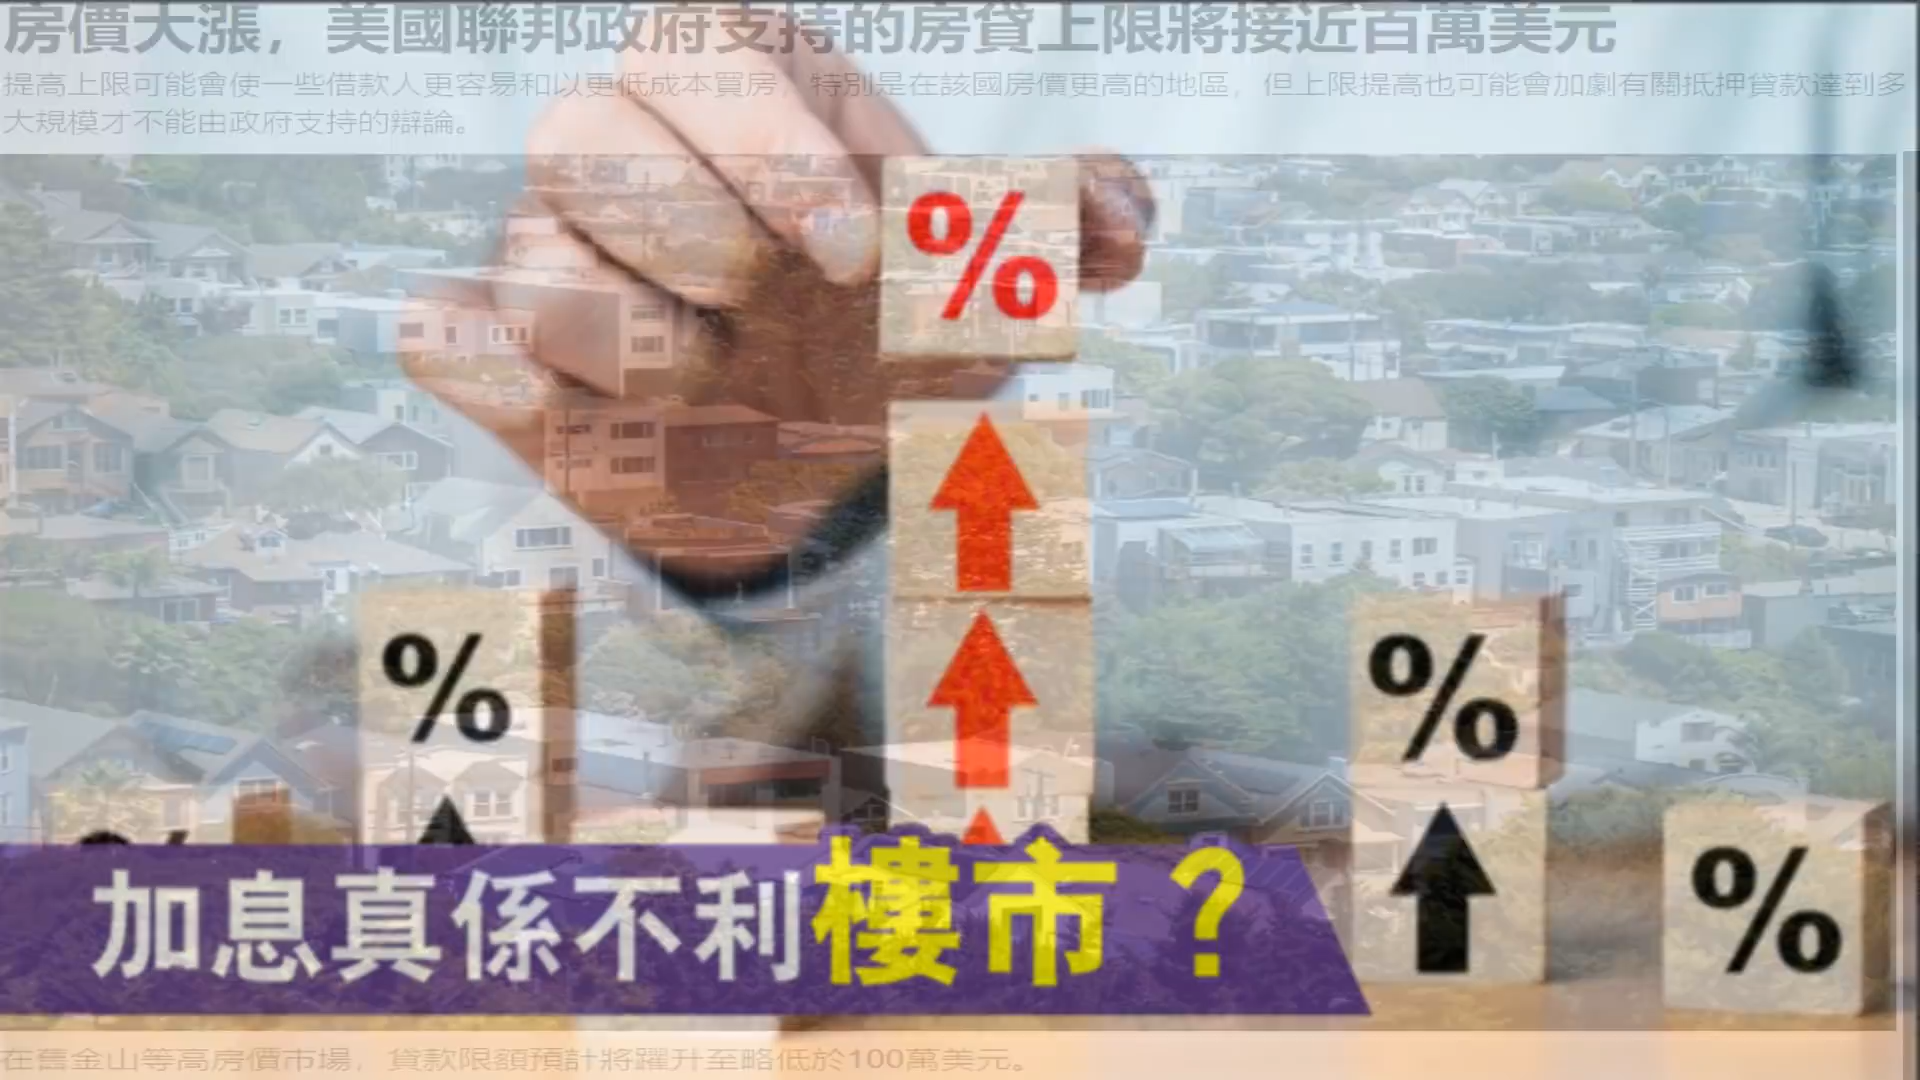 房價大漲，美國聯邦政府支持的房貸上限將接近百萬美元
提高上限可能會使一些借款人更容易和以更低成本買房，特別是在該國房價更高的地區，但上限提高也可能會加劇有關抵押貸款達到多
大規模才不能由政府支持的辯論。
%
%
%
%
%
加息真係不利樓市？
在舊金山等高房價市場，貸款限額預計將躍升至略低於100萬美元。